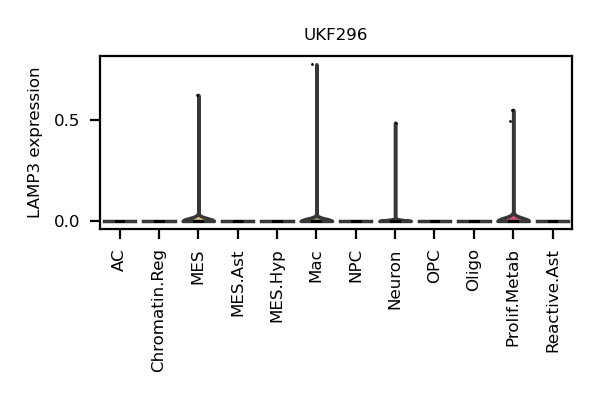 UKF296
LAMP3 expression
0.5
0.0
AC
Chromatin.Reg
MES
MES.Ast
MES.Hyp
Mac
NPC
Neuron
OPC
Oligo
Prolif.Metab
Reactive.Ast